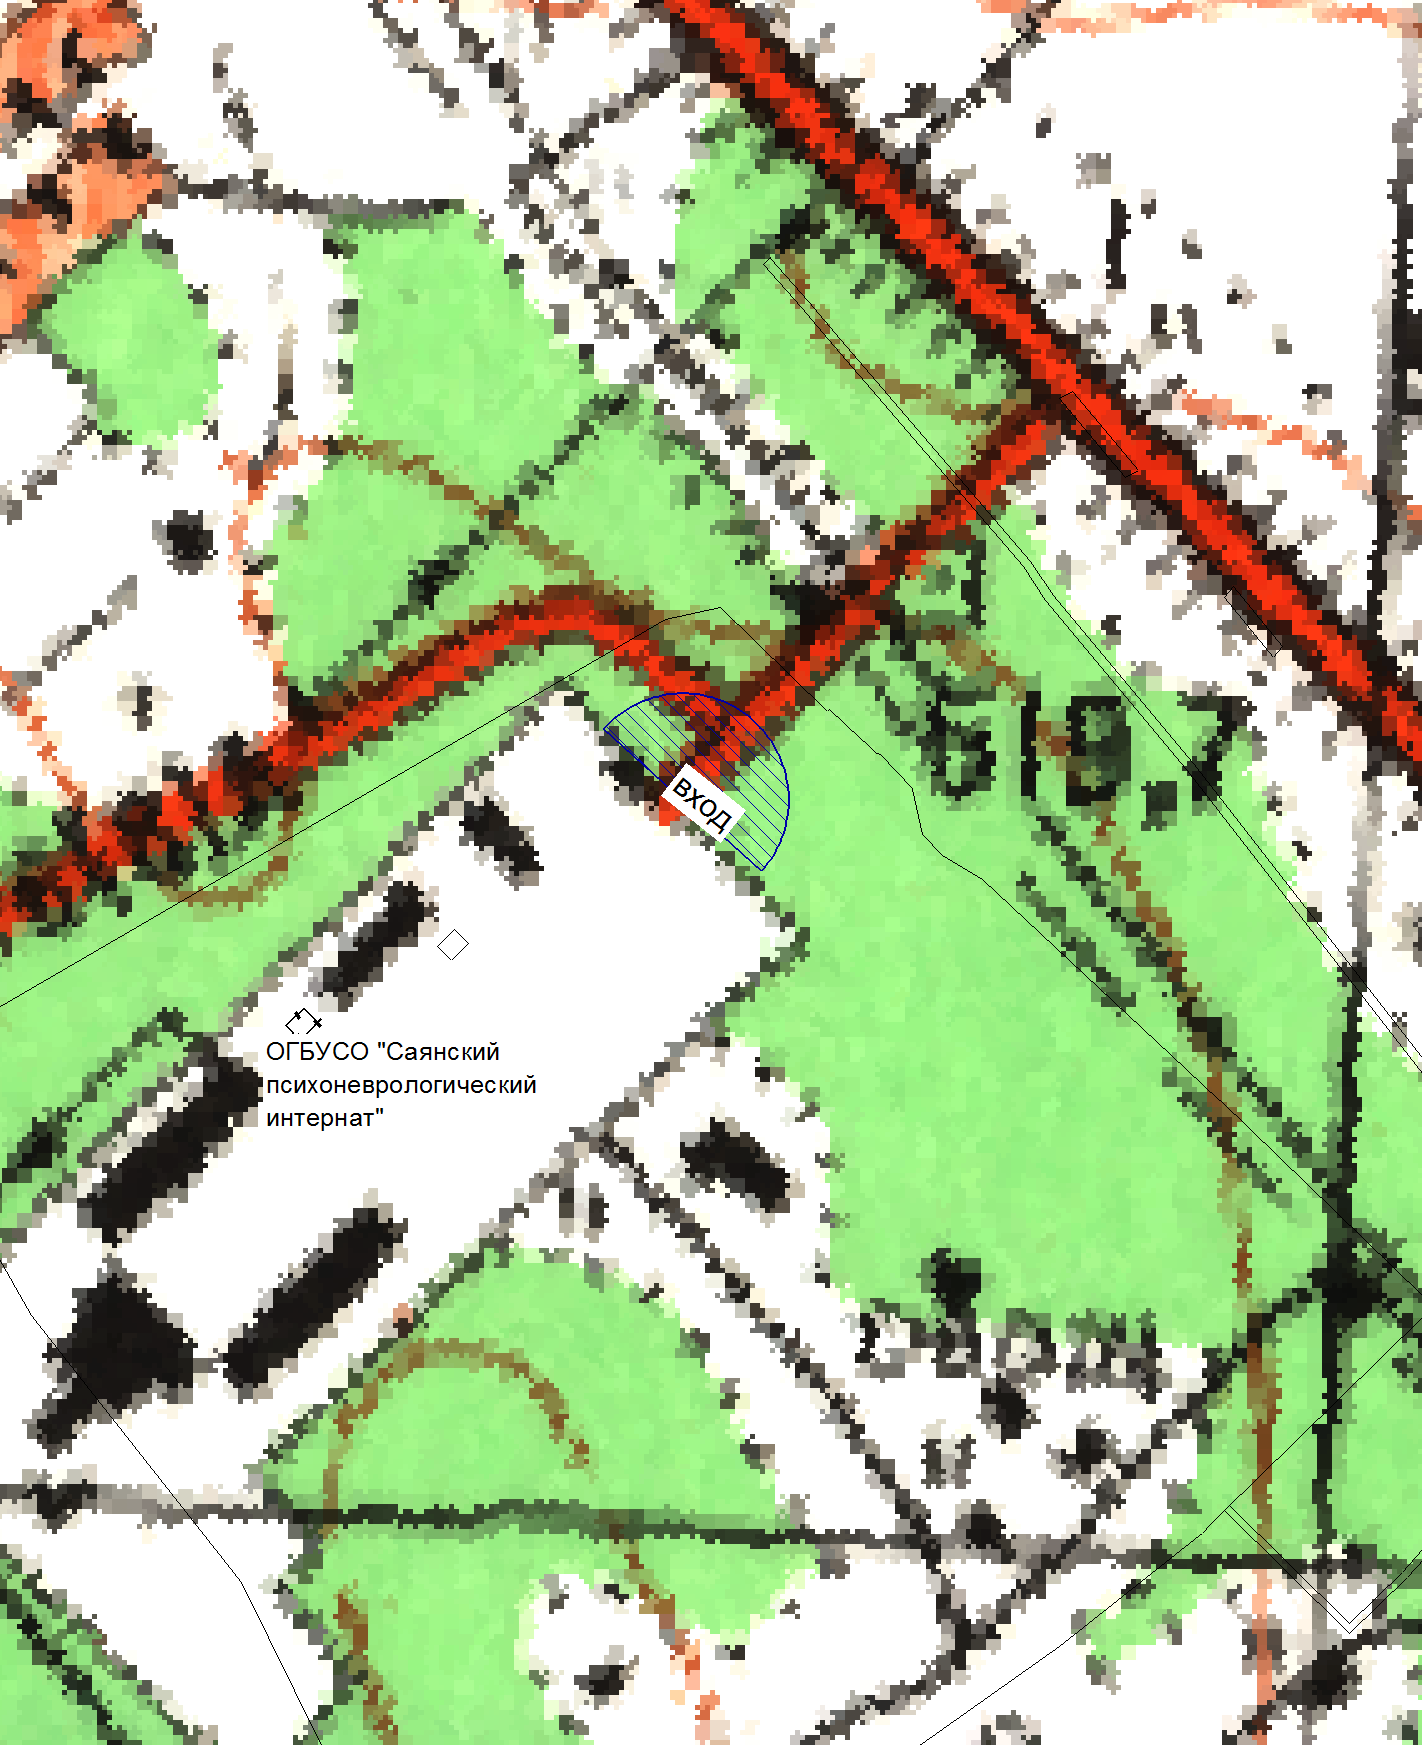 вход
ОГБУСО "Саянский
психоневрологический
интернат"